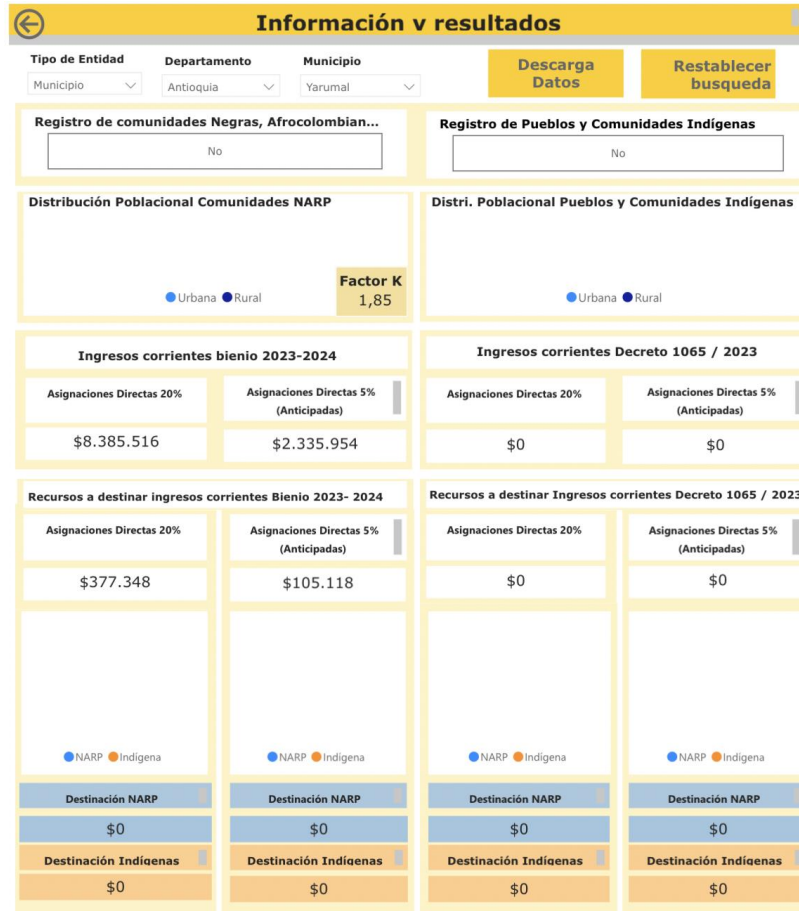 Información y resultados
Tipo de Entidad
Departamento
Municipio
Municipio
Antioquia
Yarumal
Descarga
Datos
Restablecer
busqueda
Registro de comunidades Negras, Afrocolombian...
No
Registro de Pueblos y Comunidades Indígenas
No
Distribución Poblacional Comunidades NARP
Urbana Rural
Factor K
1,85
Distri. Poblacional Pueblos y Comunidades Indígenas
Urbana Rural
Ingresos corrientes bienio 2023-2024
Asignaciones Directas 20%
$8.385.516
Asignaciones Directas 5%
(Anticipadas)
$2.335.954
Ingresos corrientes Decreto 1065 / 2023
Asignaciones Directas 20%
$0
Asignaciones Directas 5%
(Anticipadas)
$0
Recursos a destinar ingresos corrientes Bienio 2023- 2024
Asignaciones Directas 20%
$377.348
Asignaciones Directas 5%
(Anticipadas)
$105.118
Recursos a destinar Ingresos corrientes Decreto 1065 / 2023
Asignaciones Directas 20%
$0
Asignaciones Directas 5%
(Anticipadas)
$0
NARP Indígena
NARP Indígena
NARP Indígena
NARP Indígena
Destinación NARP
Destinación NARP
Destinación NARP
Destinación NARP
$0
$0
$0
$0
Destinación Indígenas
Destinación Indígenas
Destinación Indígenas
Destinación Indígenas
$0
$0
$0
$0